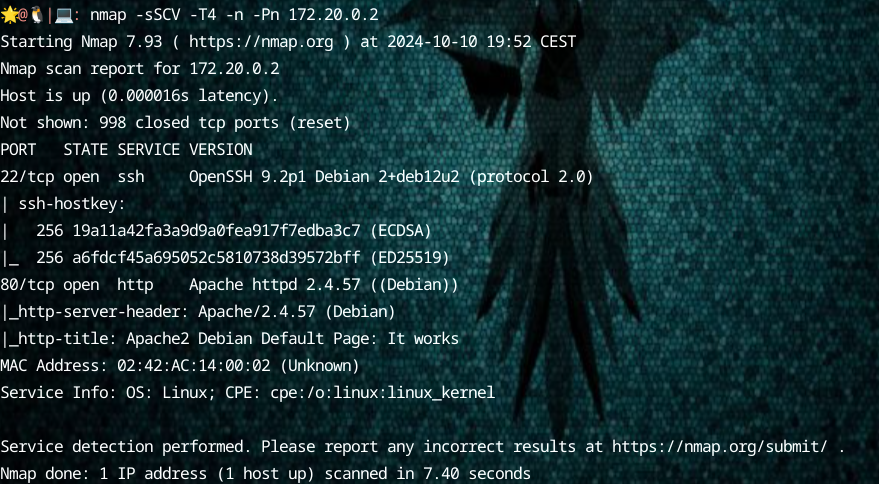 🌟@🐧|💻: nmap -sSCV -T4 -n -Pn 172.20.0.2
Starting Nmap 7.93 ( https://nmap.org ) at 2024-10-10 19:52 CEST
Nmap scan report for 172.20.0.2
Host is up (0.000016s latency).
Not shown: 998 closed tcp ports (reset)
PORT   STATE SERVICE VERSION
22/tcp open  ssh     OpenSSH 9.2p1 Debian 2+deb12u2 (protocol 2.0)
| ssh-hostkey:
|   256 19a11a42fa3a9d9a0fea917f7edba3c7 (ECDSA)
|_  256 a6fdcf45a695052c5810738d39572bff (ED25519)
80/tcp open  http    Apache httpd 2.4.57 ((Debian))
|_http-server-header: Apache/2.4.57 (Debian)
|_http-title: Apache2 Debian Default Page: It works
MAC Address: 02:42:AC:14:00:02 (Unknown)
Service Info: OS: Linux; CPE: cpe:/o:linux:linux_kernel

Service detection performed. Please report any incorrect results at https://nmap.org/submit/ .
Nmap done: 1 IP address (1 host up) scanned in 7.40 seconds